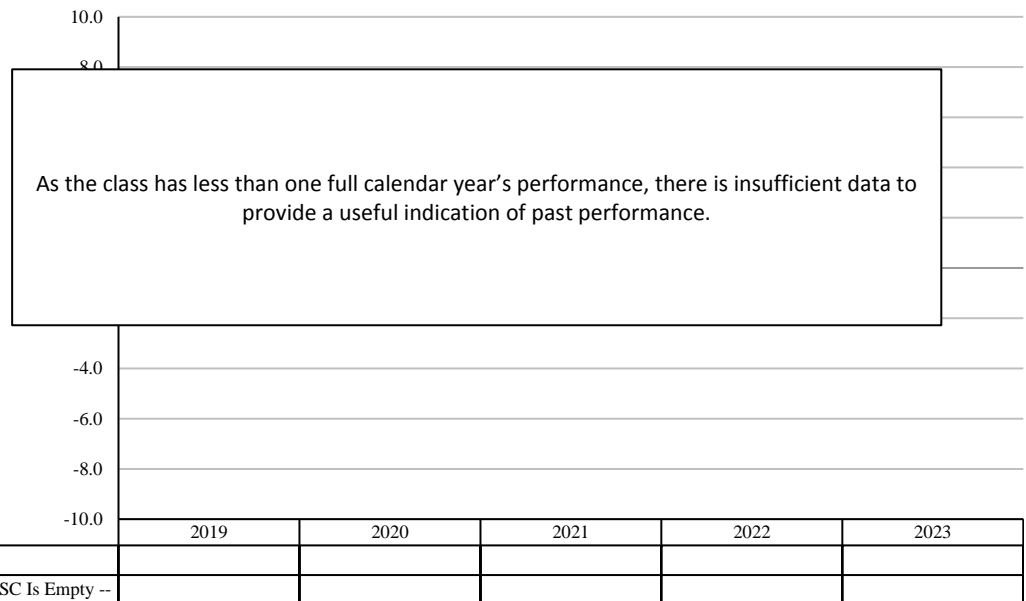 10.0
8.0
As the class has less than one full calendar year’s performance, there is insufficient data to
provide a useful indication of past performance.
-4.0
-6.0
-8.0
-10.0
2019 2020 2021 2022 2023
SC Is Empty --